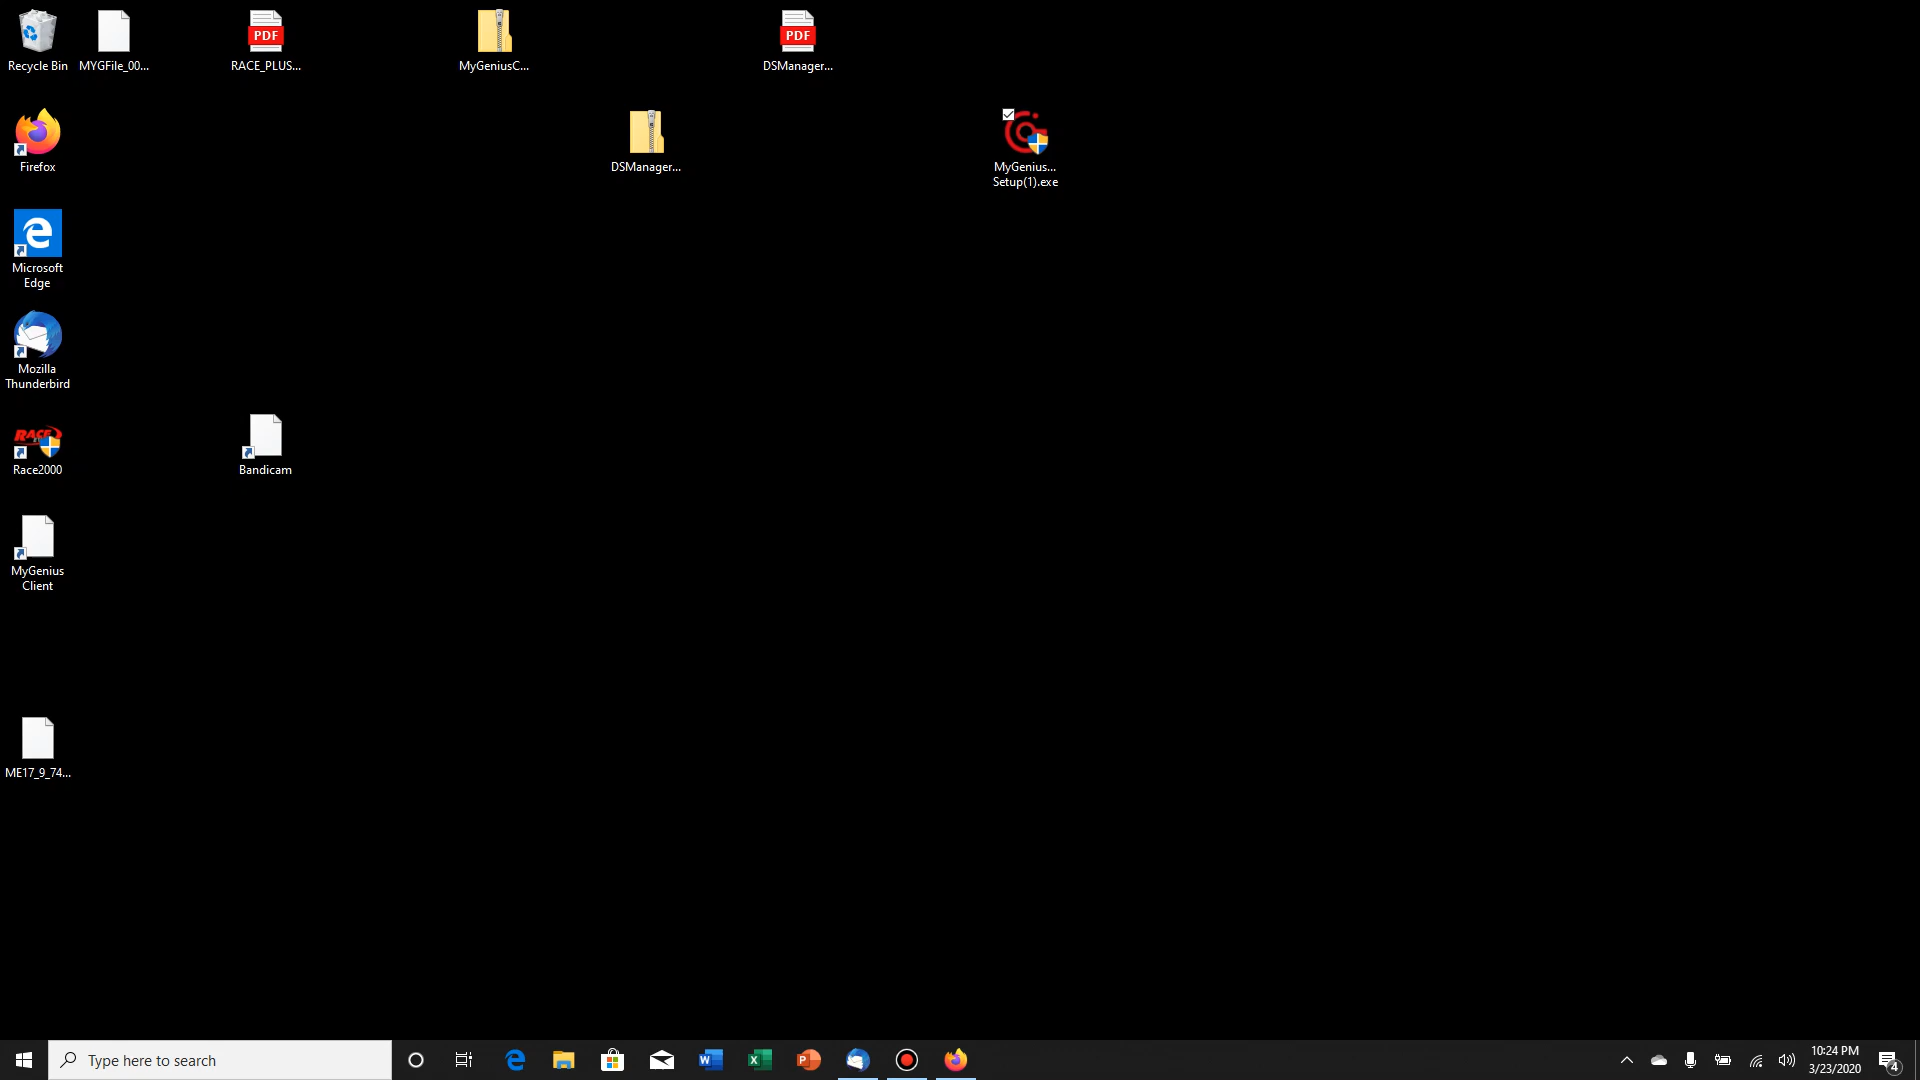 Recycle Bin
MYGFile_00...
PDF
RACE_PLUS...
MyGeniusC...
PDF
DSManager...
Firefox
DSManager...
MyGenius...
Setup(1).exe
Microsoft
Edge
Mozilla
Thunderbird
RACE
Race2000
Bandicam
MyGenius
Client
ME17_9_74...
Type here to search
10:24 PM
3/23/2020
4